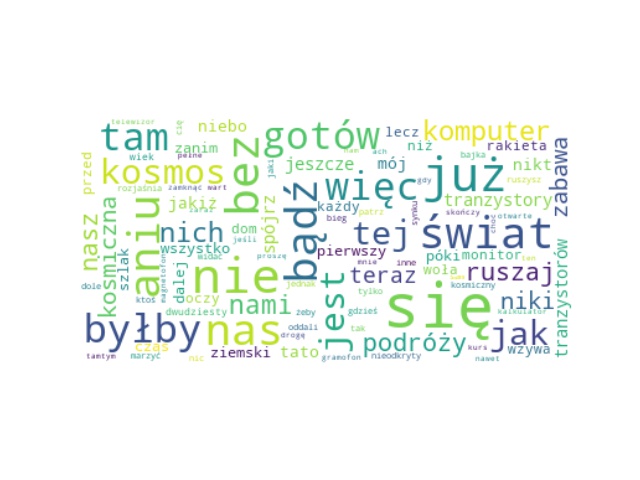 telewizor
cię
niebo
gotów
lecz
komputer
tam
zanim
niż
rakieta
przed
wiek
pełne
bez
nam
ach
bajka
zabawa
kosmos
jaki
jeszcze
mój
już
nikt
rozjaśnia
zamknąć
wart
więc
gdy
ruszysz
jakiż
zaraz
bądź
każdy
synku
tranzystory
nasz
kosmiczna
aniu
nich
dom
spójrz
bieg
patrz
skończy
otwarte
choć
tej
świat
szlak
wszystko
jeśli
pierwszy
póki
monitor
widać
proszę
mnie
inne
ten
dole
magnetofon
dalej
nie
teraz
woła
ruszaj
tranzystorów
ktoś
oczy
jednak
jest
tylko
się
kosmiczny
niki
dwudziesty
nami
żeby
gdzieś
kalkulator
byłby
nas
oddali
tak
jak
czas
drogę
podróży
tamtym
marzyć
nic
ziemski
tato
gramofon
nieodkryty
kurs
nawet
wzywa